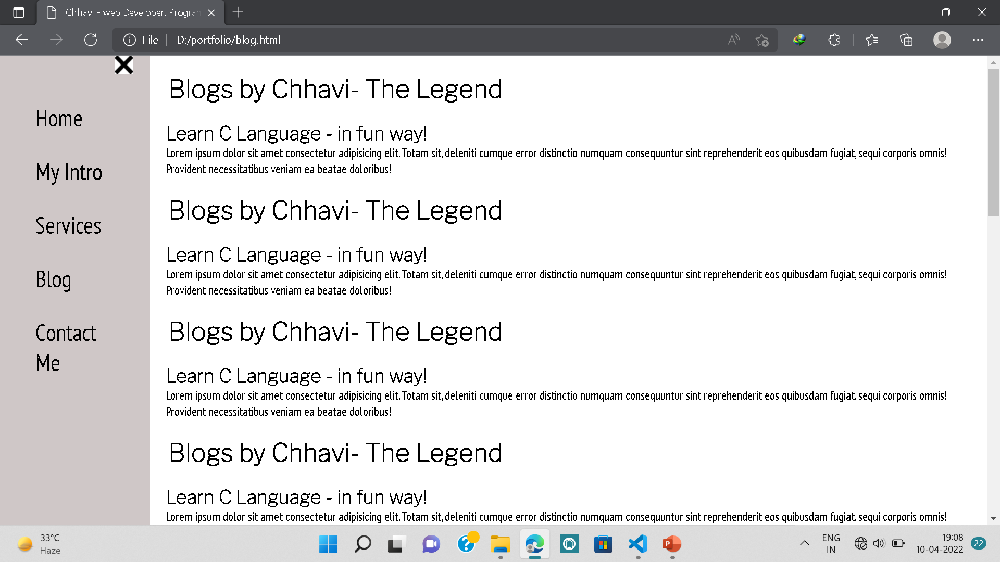 Chhavi - web Developer, Progran
File
D:/portfolio/blog.html
Home
My Intro
Services
Blog
Contact
Me
Blogs by Chhavi- The Legend
Learn C Language - in fun way!
Lorem ipsum dolor sit amet consectetur adipisicing elit. Totam sit, deleniti cumque error distinctio numquam consequuntur sint reprehenderit eos quibusdam fugiat, sequi corporis omnis!
Provident necessitatibus veniam ea beatae doloribus!
Blogs by Chhavi- The Legend
Learn C Language - in fun way!
Lorem ipsum dolor sit amet consectetur adipisicing elit. Totam sit, deleniti cumque error distinctio numquam consequuntur sint reprehenderit eos quibusdam fugiat, sequi corporis omnis!
Provident necessitatibus veniam ea beatae doloribus!
Blogs by Chhavi- The Legend
Learn C Language - in fun way!
Lorem ipsum dolor sit amet consectetur adipisicing elit. Totam sit, deleniti cumque error distinctio numquam consequuntur sint reprehenderit eos quibusdam fugiat, sequi corporis omnis!
Provident necessitatibus veniam ea beatae doloribus!
Blogs by Chhavi- The Legend
Learn C Language - in fun way!
Lorem ipsum dolor sit amet consectetur adipisicing elit. Totam sit, deleniti cumque error distinctio numquam consequuntur sint reprehenderit eos quibusdam fugiat, sequi corporis omnis!
33°C
Haze
ENG
IN
19:08
10-04-2022
22